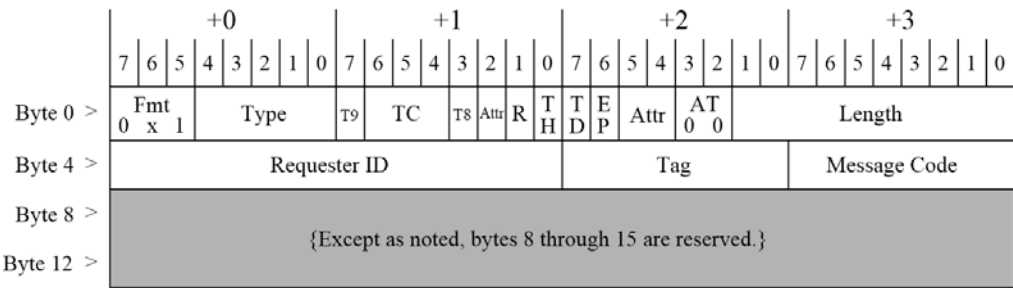 +0 +1 +2 +3
7 6 5 4 3 2 1 0 7 6 5 4 3 2 1 0 7 6 5 4 3 2 1 0 7 6 5 4 3 2 1 0
Byte 0 > Fmt 0 x 1 Type T9 TC T8 Attr R TH TD EP Attr AT 0 0 Length
Byte 4 > Requester ID Tag Message Code
Byte 8 >
{Except as noted, bytes 8 through 15 are reserved.}
Byte 12 >